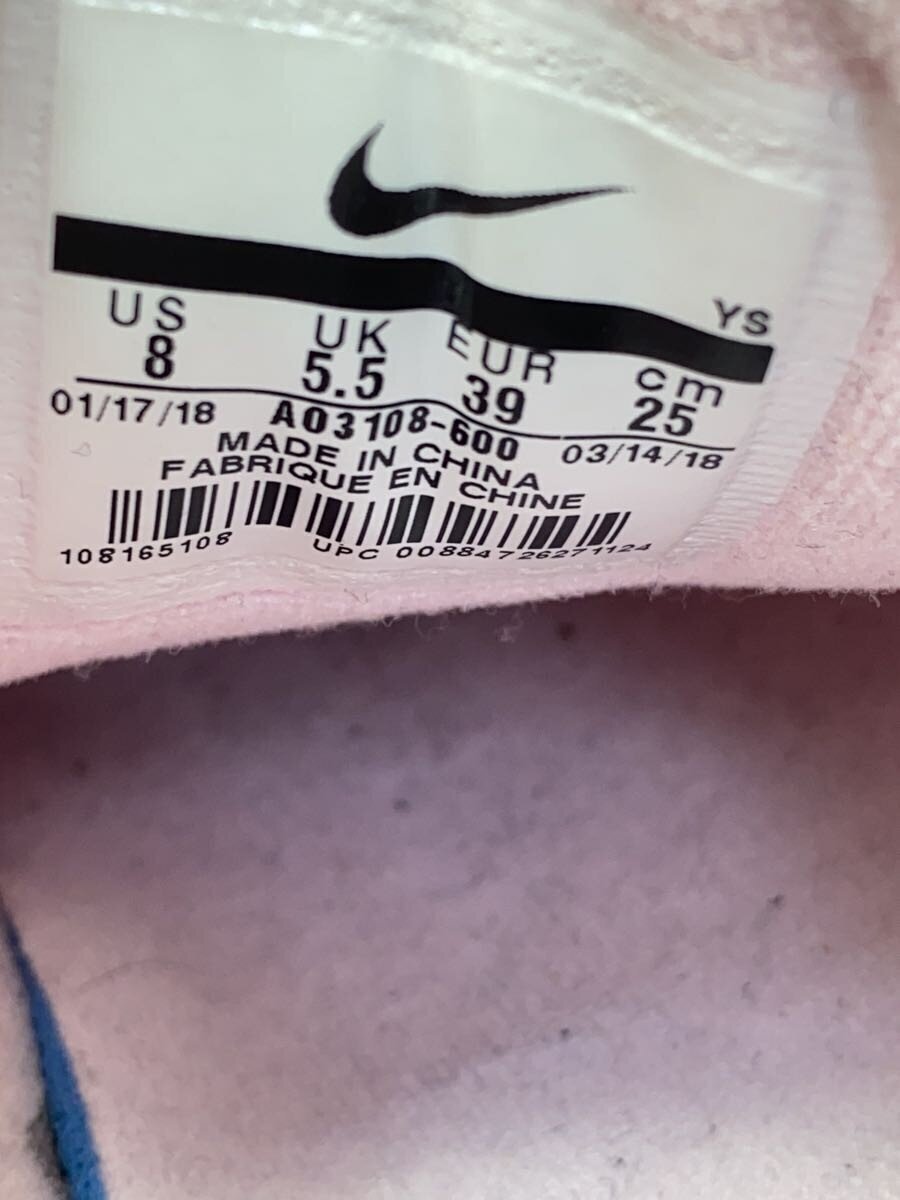 YS
US UK EUR cm
8 5.5 39 25
01/17/18 AO3108-600 03/14/18
MADE IN CHINA
FABRIQUE EN CHINE
108165108 UPC 00884726271124